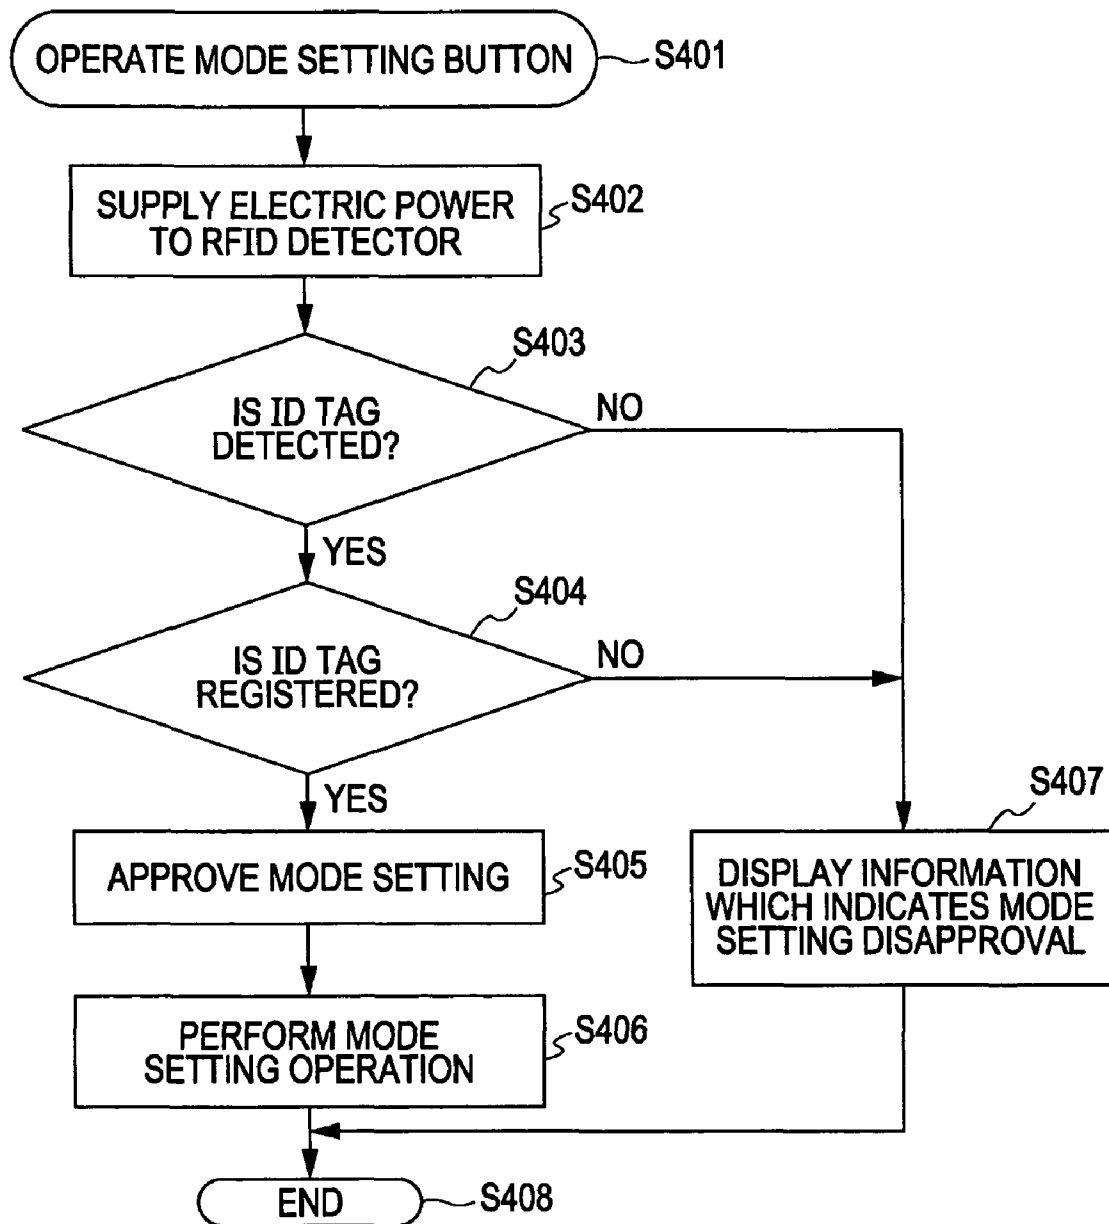 OPERATE MODE SETTING BUTTON
S401
SUPPLY ELECTRIC POWER
TO RFID DETECTOR
S402
S403
IS ID TAG
DETECTED?
NO
YES
S404
IS ID TAG
REGISTERED?
NO
YES
APPROVE MODE SETTING
S405
S407
DISPLAY INFORMATION
WHICH INDICATES MODE
SETTING DISAPPROVAL
PERFORM MODE
SETTING OPERATION
S406
END
S408